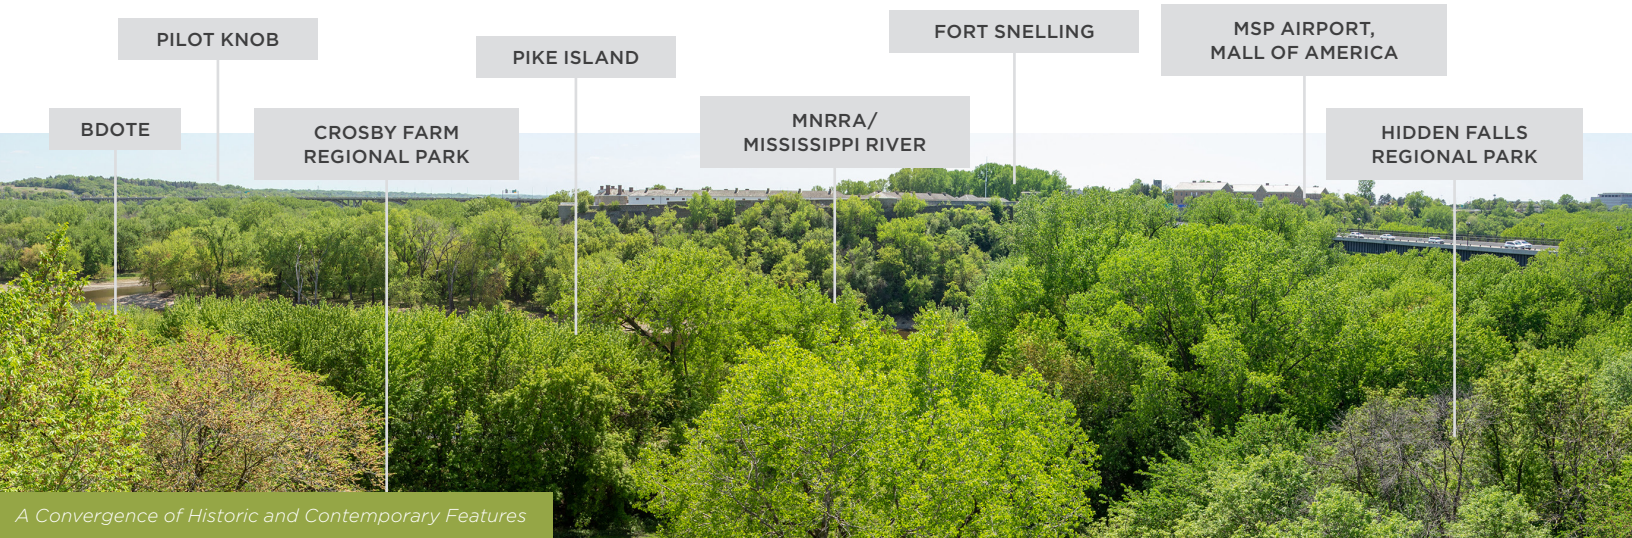 PILOT KNOB
BDOTE
CROSBY FARM
REGIONAL PARK
PIKE ISLAND
MNRRA/
MISSISSIPPI RIVER
FORT SNELLING
MSP AIRPORT,
MALL OF AMERICA
HIDDEN FALLS
REGIONAL PARK
A Convergence of Historic and Contemporary Features